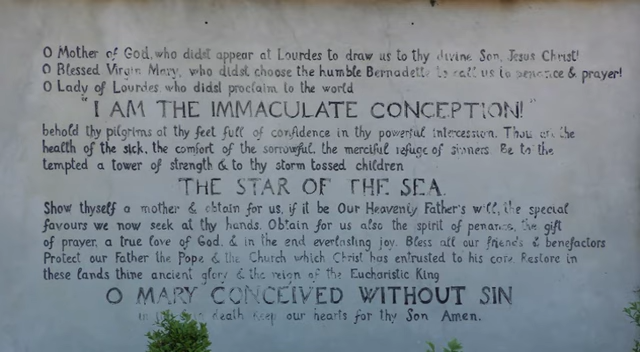 O Mother of God, who didst appear at Lourdes to draw us to thy divine Son, Jesus Christ!
O Blessed Virgin Mary, who didst choose the humble Bernadette to call us to penance & prayer!
O Lady of Lourdes who didst proclaim to the world
"I AM THE IMMACULATE CONCEPTION!"
behold thy pilgrims at thy feet full of confidence in thy powerful intercession. Thou art the
health of the sick, the comfort of the sorrowful, the merciful refuge of sinners. Be to the
tempted a tower of strength & to thy storm tossed children
THE STAR OF THE SEA.
Show thyself a mother & obtain for us, if it be Our Heavenly Father's will, the special
favours we now seek at thy hands. Obtain for us also the spirit of penance, the gift
of prayer, a true love of God, & in the end everlasting joy. Bless all our friends & benefactors
Protect our Father the Pope & the Church which Christ has entrusted to his care. Restore in
these lands thine ancient glory & the reign of the Eucharistic King
O MARY CONCEIVED WITHOUT SIN
in death keep our hearts for thy Son Amen.